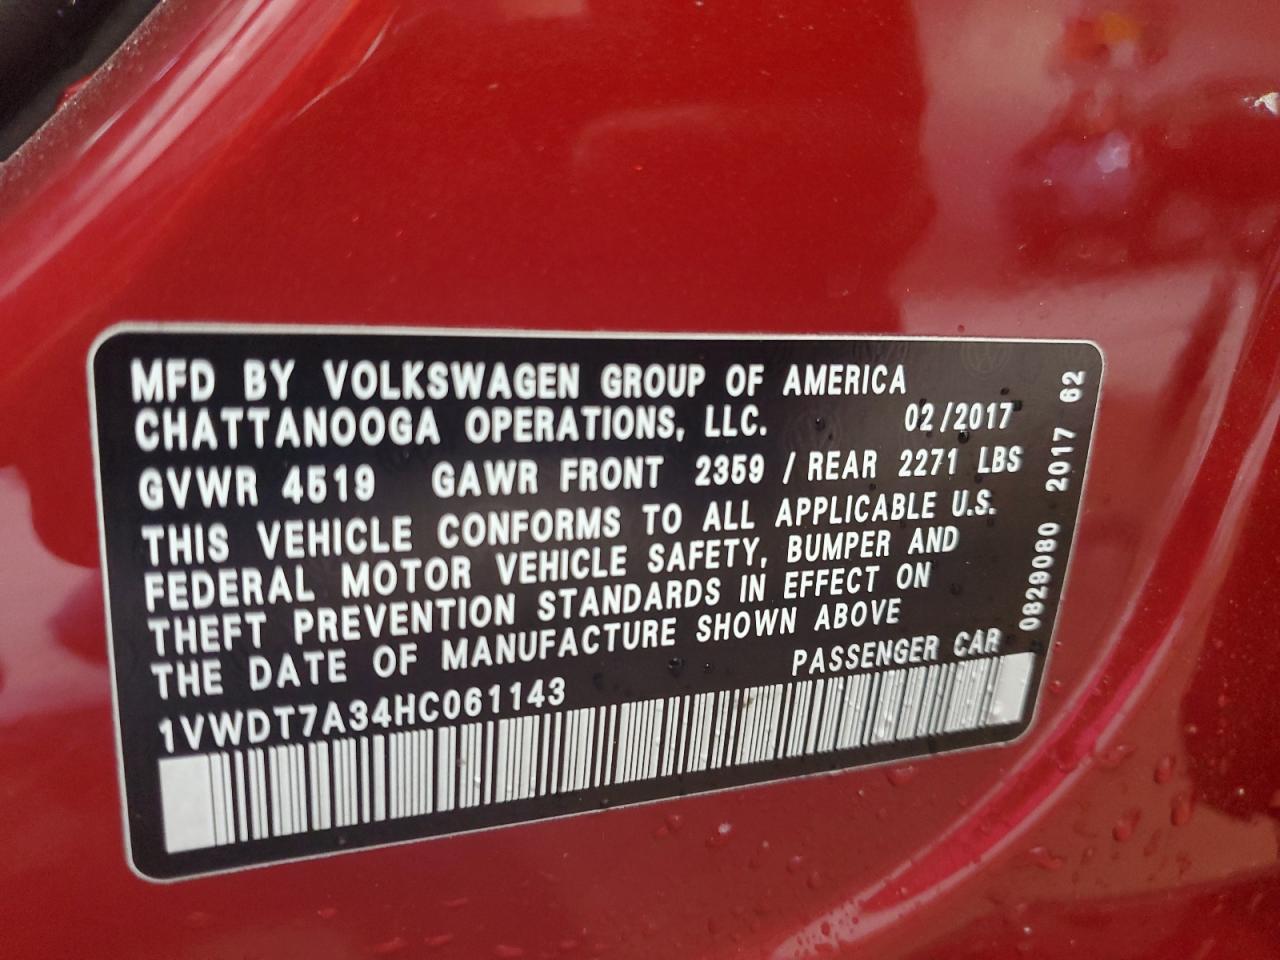 MFD BY VOLKSWAGEN GROUP OF AMERICA
CHATTANOOGA OPERATIONS, LLC. 02/2017
GVWR 4519 GAWR FRONT 2359 / REAR 2271 LBS
THIS VEHICLE CONFORMS TO ALL APPLICABLE U.S.
FEDERAL MOTOR VEHICLE SAFETY, BUMPER AND
THEFT PREVENTION STANDARDS IN EFFECT ON
THE DATE OF MANUFACTURE SHOWN ABOVE
PASSENGER CAR
1VWDT7A34HC061143
0829080 2017 62